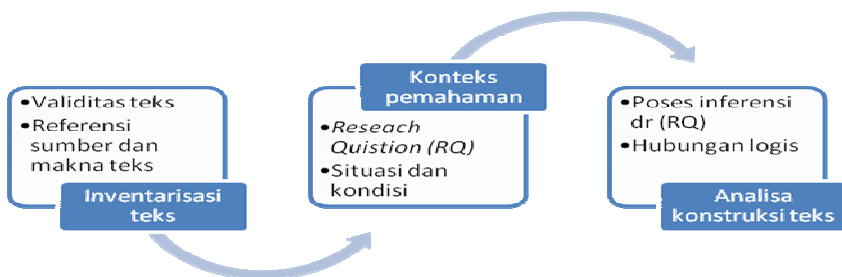 •Validitas teks
•Referensi
sumber dan
makna teks
Inventarisasi
teks
Konteks
pemahaman
•Reseach
Quistion (RQ)
•Situasi dan
kondisi
•Poses inferensi
dr (RQ)
•Hubungan logis
Analisa
konstruksi teks